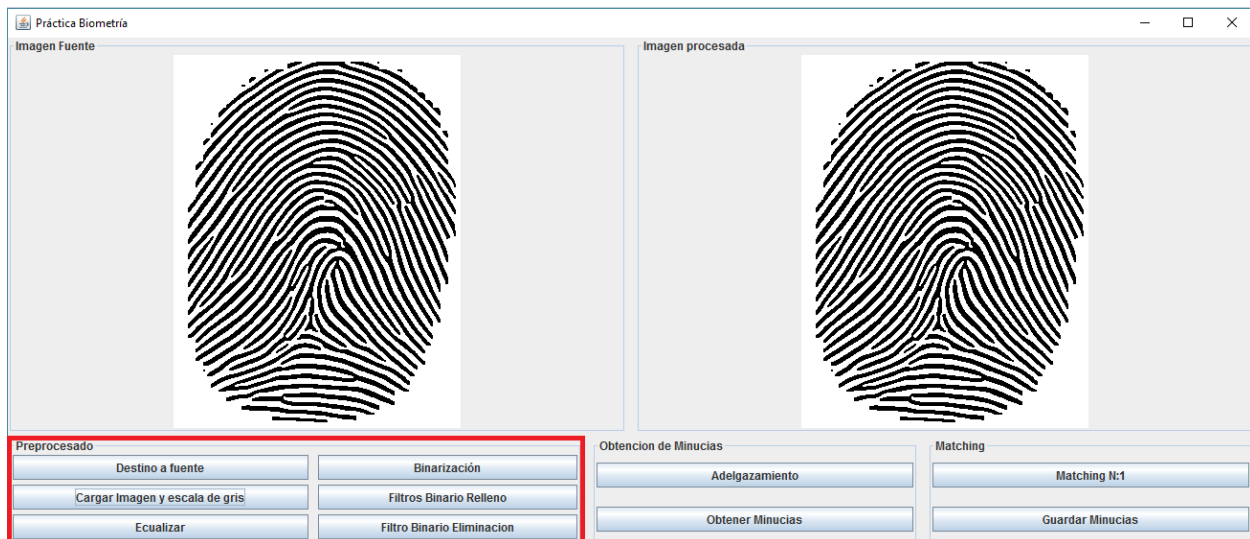 Práctica Biometría
Imagen Fuente
Imagen procesada
Preprocesado
Destino a fuente
Binarización
Cargar Imagen y escala de gris
Filtros Binario Relleno
Ecualizar
Filtro Binario Eliminacion
Obtencion de Minucias
Adelgazamiento
Obtener Minucias
Matching
Matching N:1
Guardar Minucias